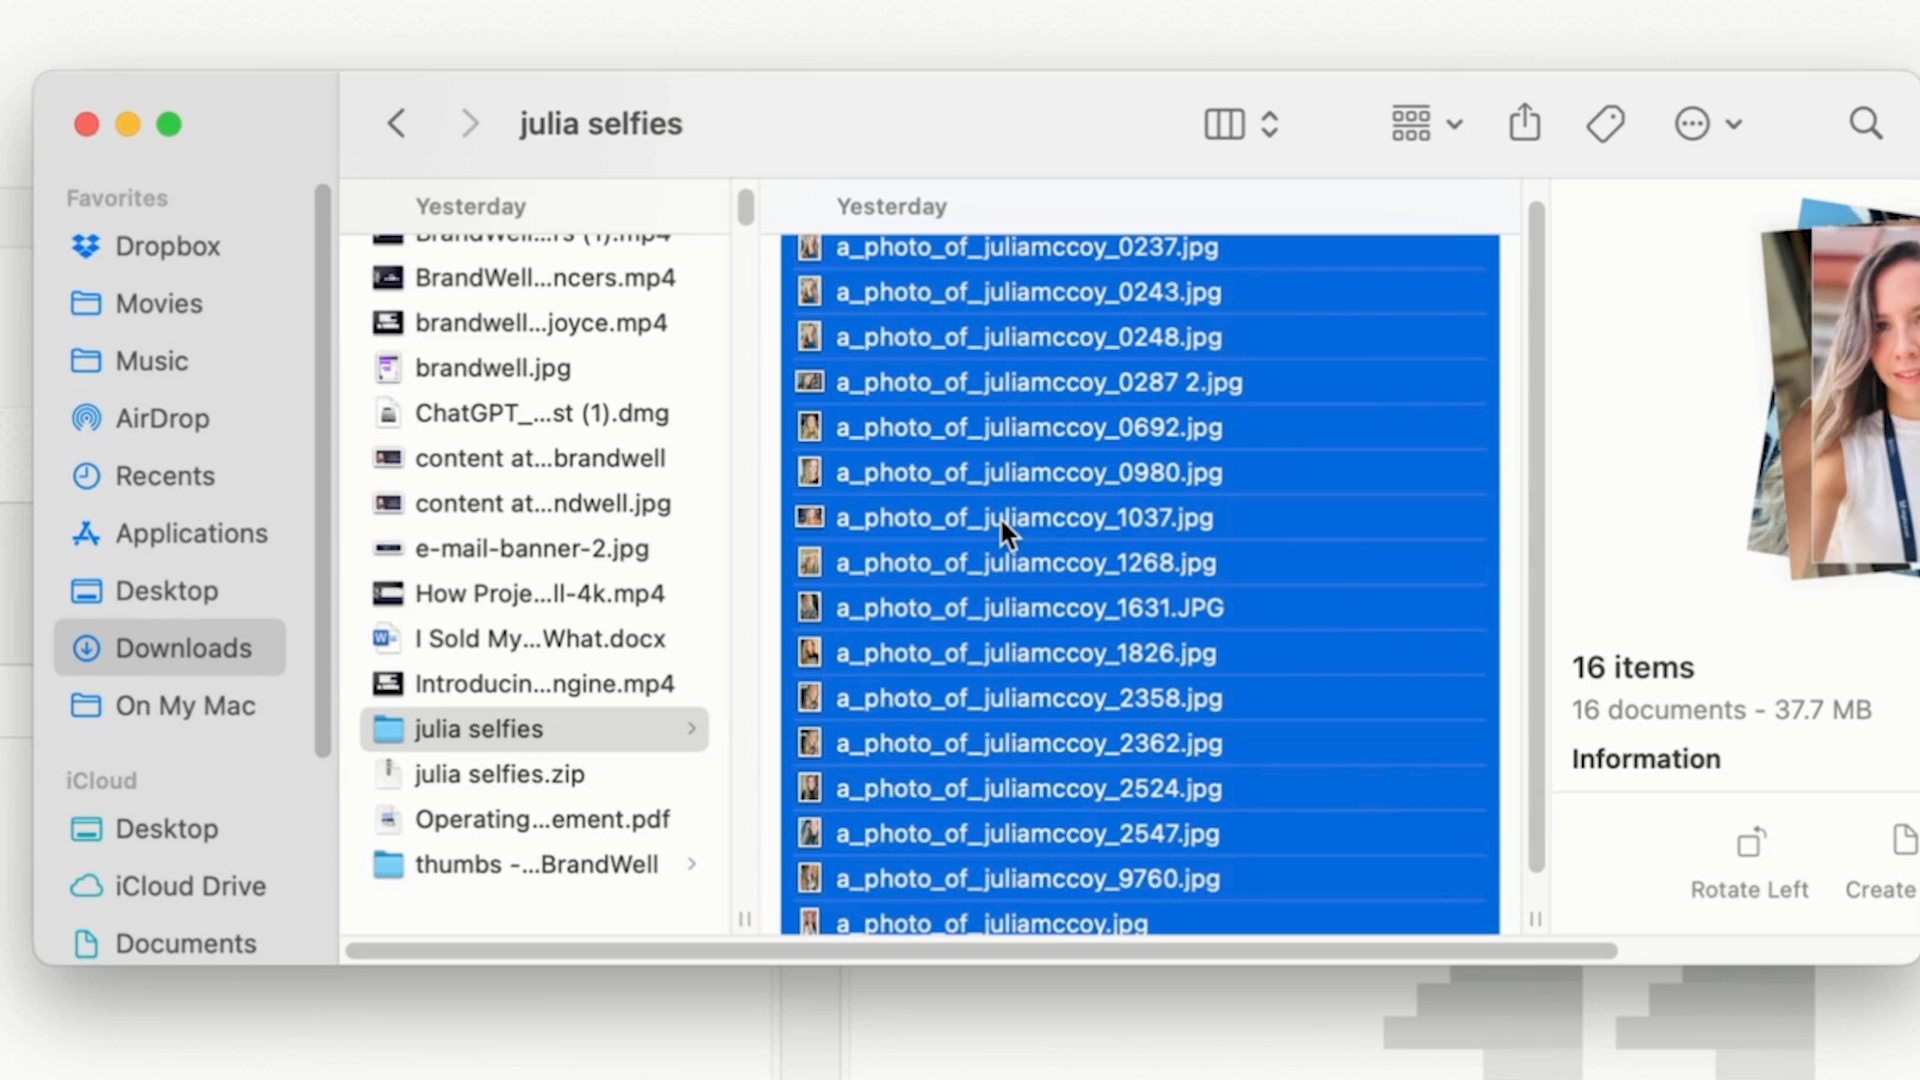 julia selfies
Favorites
Dropbox
Movies
Music
AirDrop
Recents
Applications
Desktop
Downloads
On My Mac
iCloud
Desktop
iCloud Drive
Documents
Yesterday
BrandWell...rs (1).mp4
BrandWell...ncers.mp4
brandwell...joyce.mp4
brandwell.jpg
ChatGPT_...st (1).dmg
content at...brandwell
content at...ndwell.jpg
e-mail-banner-2.jpg
How Proje...ll-4k.mp4
I Sold My...What.docx
Introducin...ngine.mp4
julia selfies
julia selfies.zip
Operating...ement.pdf
thumbs -...BrandWell
Yesterday
a_photo_of_juliamccoy_0237.jpg
a_photo_of_juliamccoy_0243.jpg
a_photo_of_juliamccoy_0248.jpg
a_photo_of_juliamccoy_0287 2.jpg
a_photo_of_juliamccoy_0692.jpg
a_photo_of_juliamccoy_0980.jpg
a_photo_of_juliamccoy_1037.jpg
a_photo_of_juliamccoy_1268.jpg
a_photo_of_juliamccoy_1631.JPG
a_photo_of_juliamccoy_1826.jpg
a_photo_of_juliamccoy_2358.jpg
a_photo_of_juliamccoy_2362.jpg
a_photo_of_juliamccoy_2524.jpg
a_photo_of_juliamccoy_2547.jpg
a_photo_of_juliamccoy_9760.jpg
a_photo_of_juliamccoy.jpg
16 items
16 documents - 37.7 MB
Information
Rotate Left
Create